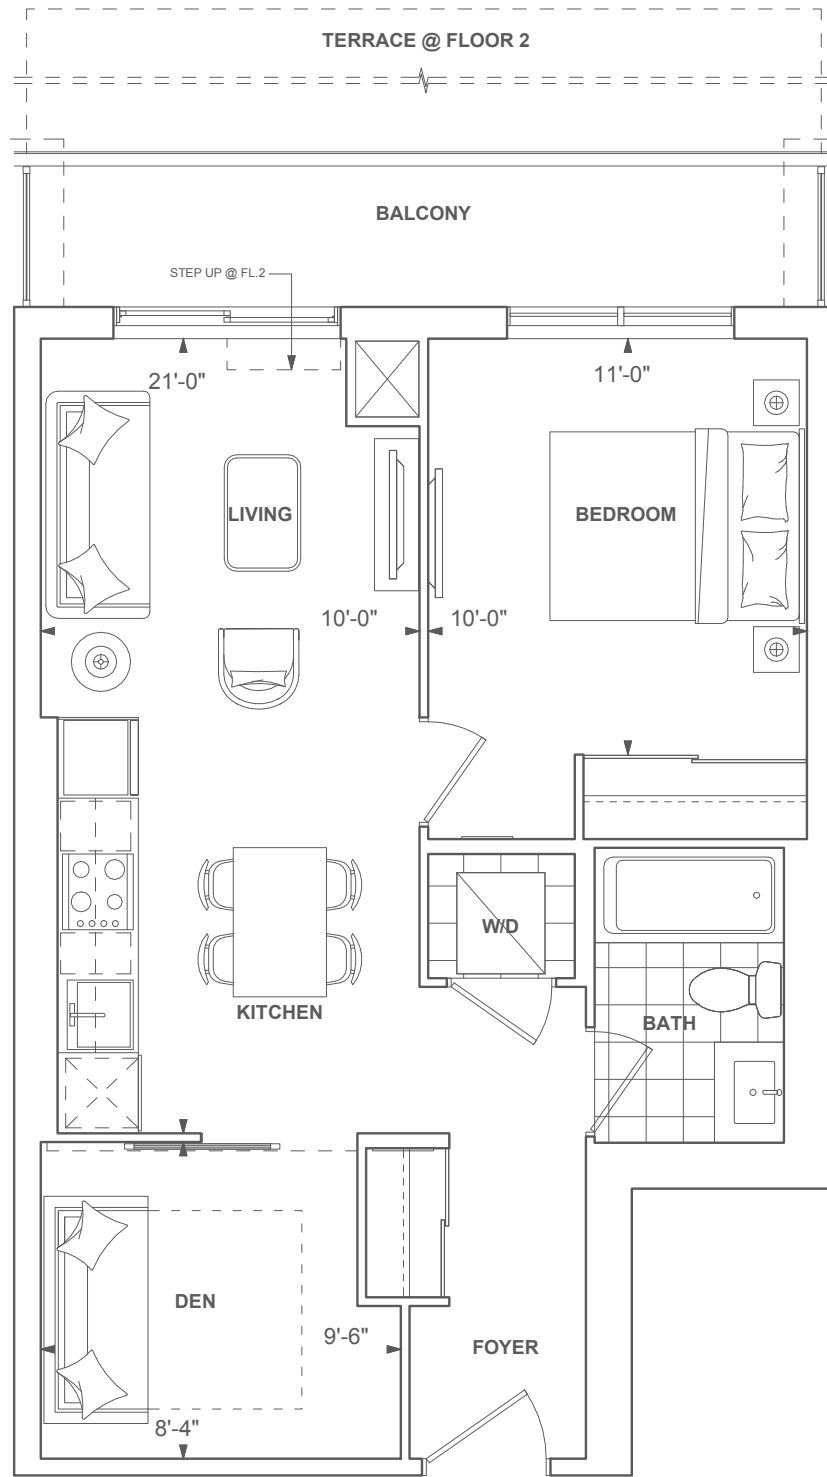 TERRACE @ FLOOR 2
BALCONY
STEP UP @ FL.2
21'-0"
11'-0"
LIVING
BEDROOM
10'-0"
10'-0"
W/D
KITCHEN
BATH
DEN
9'-6"
FOYER
8'-4"